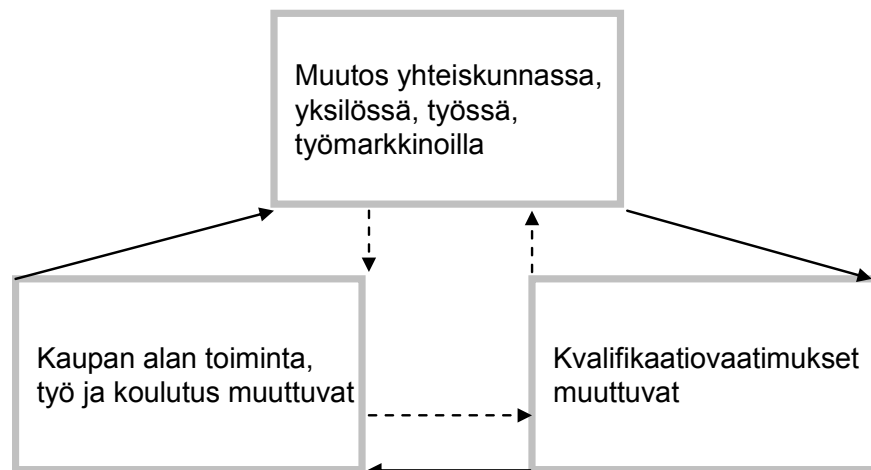 Muutos yhteiskunnassa,
yksilössä, työssä,
työmarkkinoilla
Kaupan alan toiminta,
työ ja koulutus muuttuvat
Kvalifikaatiovaatimukset
muuttuvat